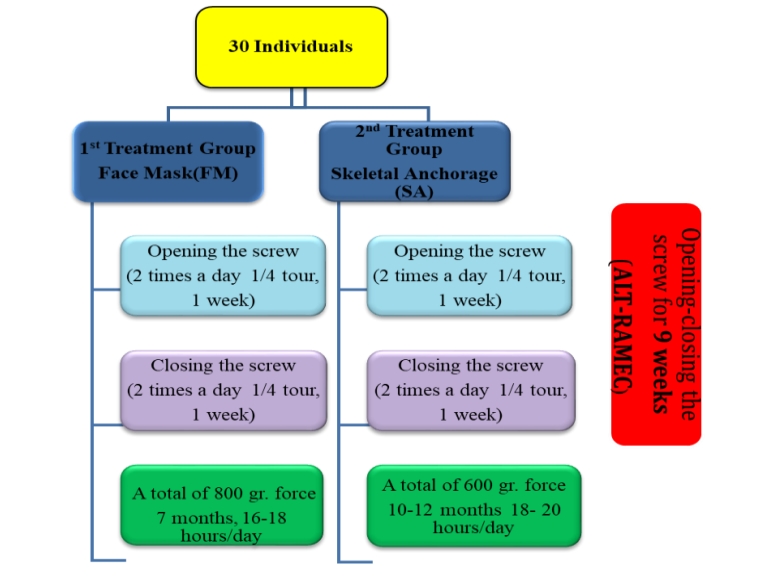 30 Individuals
1st Treatment Group
Face Mask(FM)
2nd Treatment
Group
Skeletal Anchorage
(SA)
Opening the screw
(2 times a day 1/4 tour,
1 week)
Opening the screw
(2 times a day 1/4 tour,
1 week)
Closing the screw
(2 times a day 1/4 tour,
1 week)
Closing the screw
(2 times a day 1/4 tour,
1 week)
A total of 800 gr. force
7 months, 16-18
hours/day
A total of 600 gr. force
10-12 months 18- 20
hours/day
Opening-closing the
screw for 9 weeks
(ALT-RAMEC)